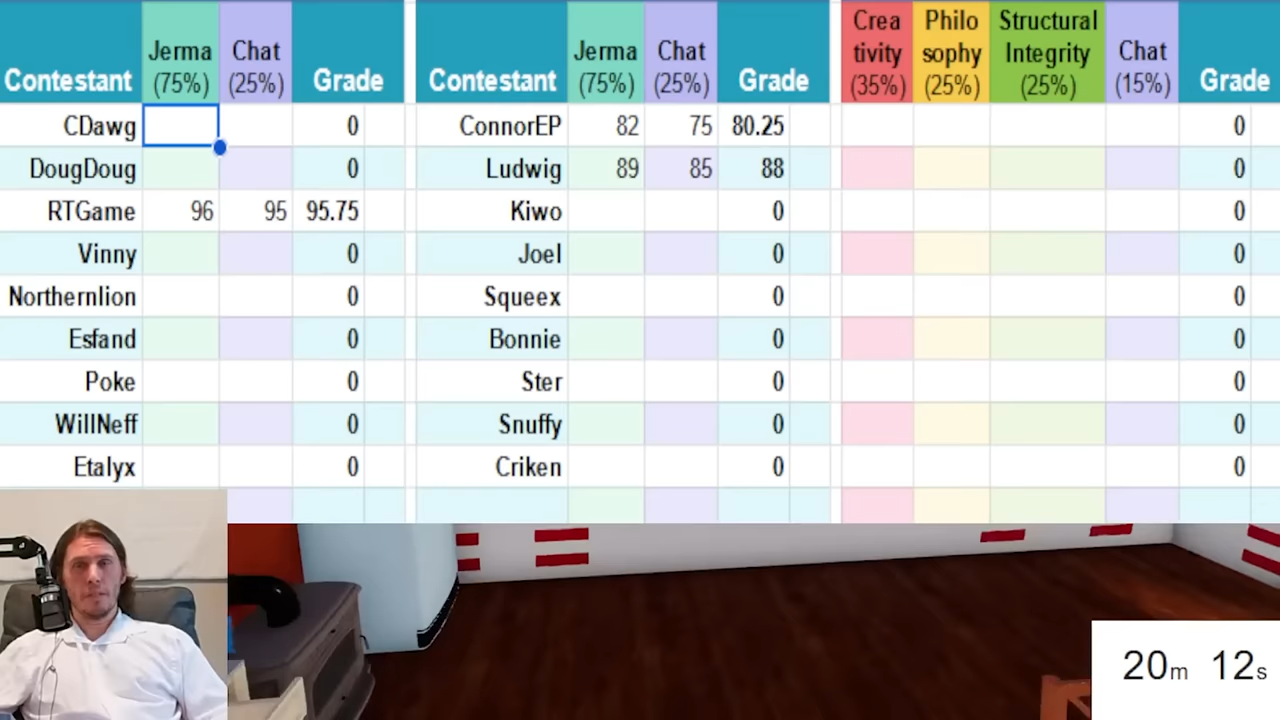 Contestant Jerma (75%) Chat (25%) Grade Contestant Jerma (75%) Chat (25%) Grade Crea tivity (35%) Philo sophy (25%) Structural Integrity (25%) Chat (15%) Grade
CDawg 0 ConnorEP 82 75 80.25 0
DougDoug 0 Ludwig 89 85 88 0
RTGame 96 95 95.75 Kiwo 0 0
Vinny 0 Joel 0 0
Northernlion 0 Squeex 0 0
Esfand 0 Bonnie 0 0
Poke 0 Ster 0 0
WillNeff 0 Snuffy 0 0
Etalyx 0 Criken 0 0
20m 12s